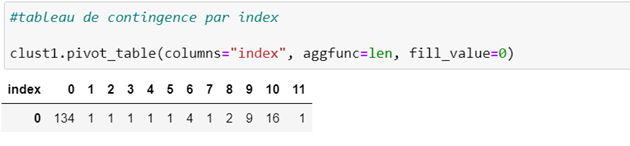 #tableau de contingence par index
clust1.pivot_table(columns="index", aggfunc=len, fill_value=0)
index 0 1 2 3 4 5 6 7 8 9 10 11
0 134 1 1 1 1 1 4 1 2 9 16 1